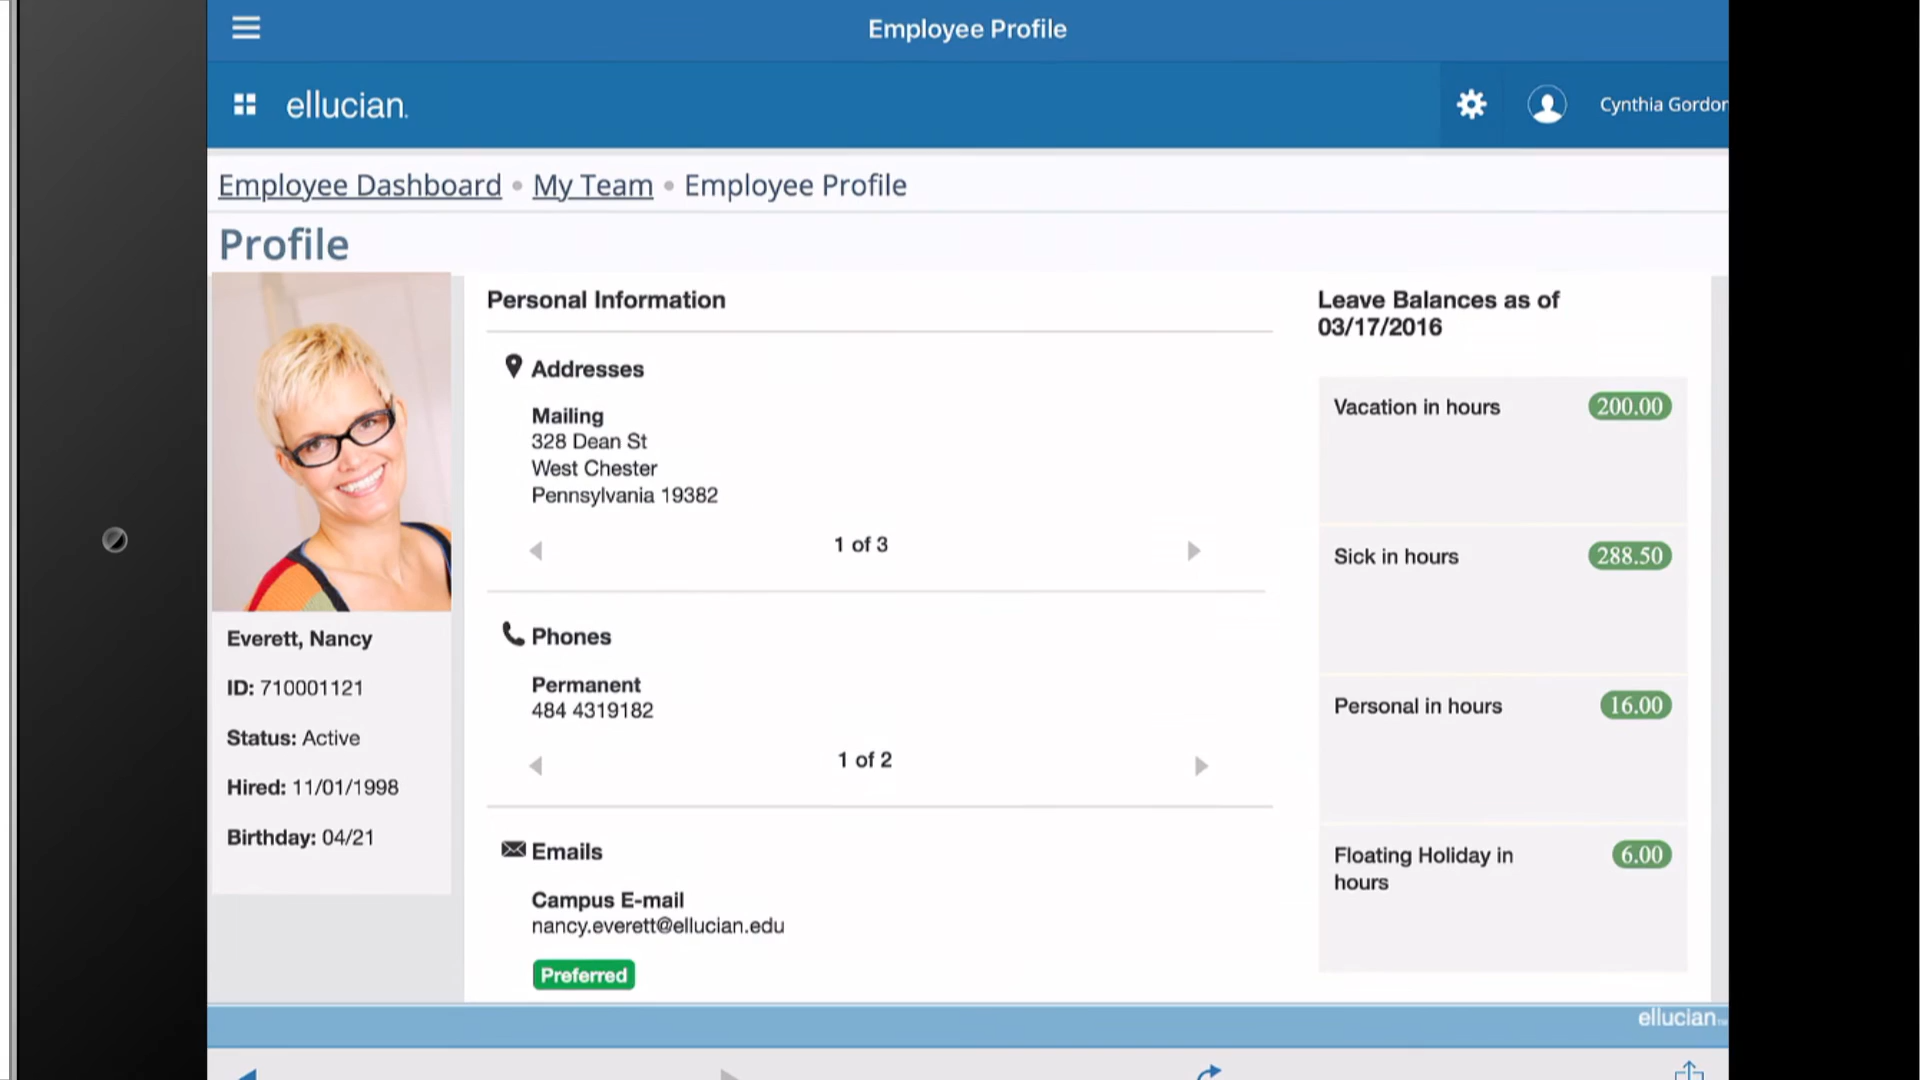 Employee Profile
ellucian.
Cynthia Gordon
Employee Dashboard • My Team • Employee Profile
Profile
Everett, Nancy
ID: 710001121
Status: Active
Hired: 11/01/1998
Birthday: 04/21
Personal Information
Addresses
Mailing
328 Dean St
West Chester
Pennsylvania 19382
1 of 3
Phones
Permanent
484 4319182
1 of 2
Emails
Campus E-mail
nancy.everett@ellucian.edu
Preferred
Leave Balances as of
03/17/2016
Vacation in hours 200.00
Sick in hours 288.50
Personal in hours 16.00
Floating Holiday in 6.00
hours
ellucian™